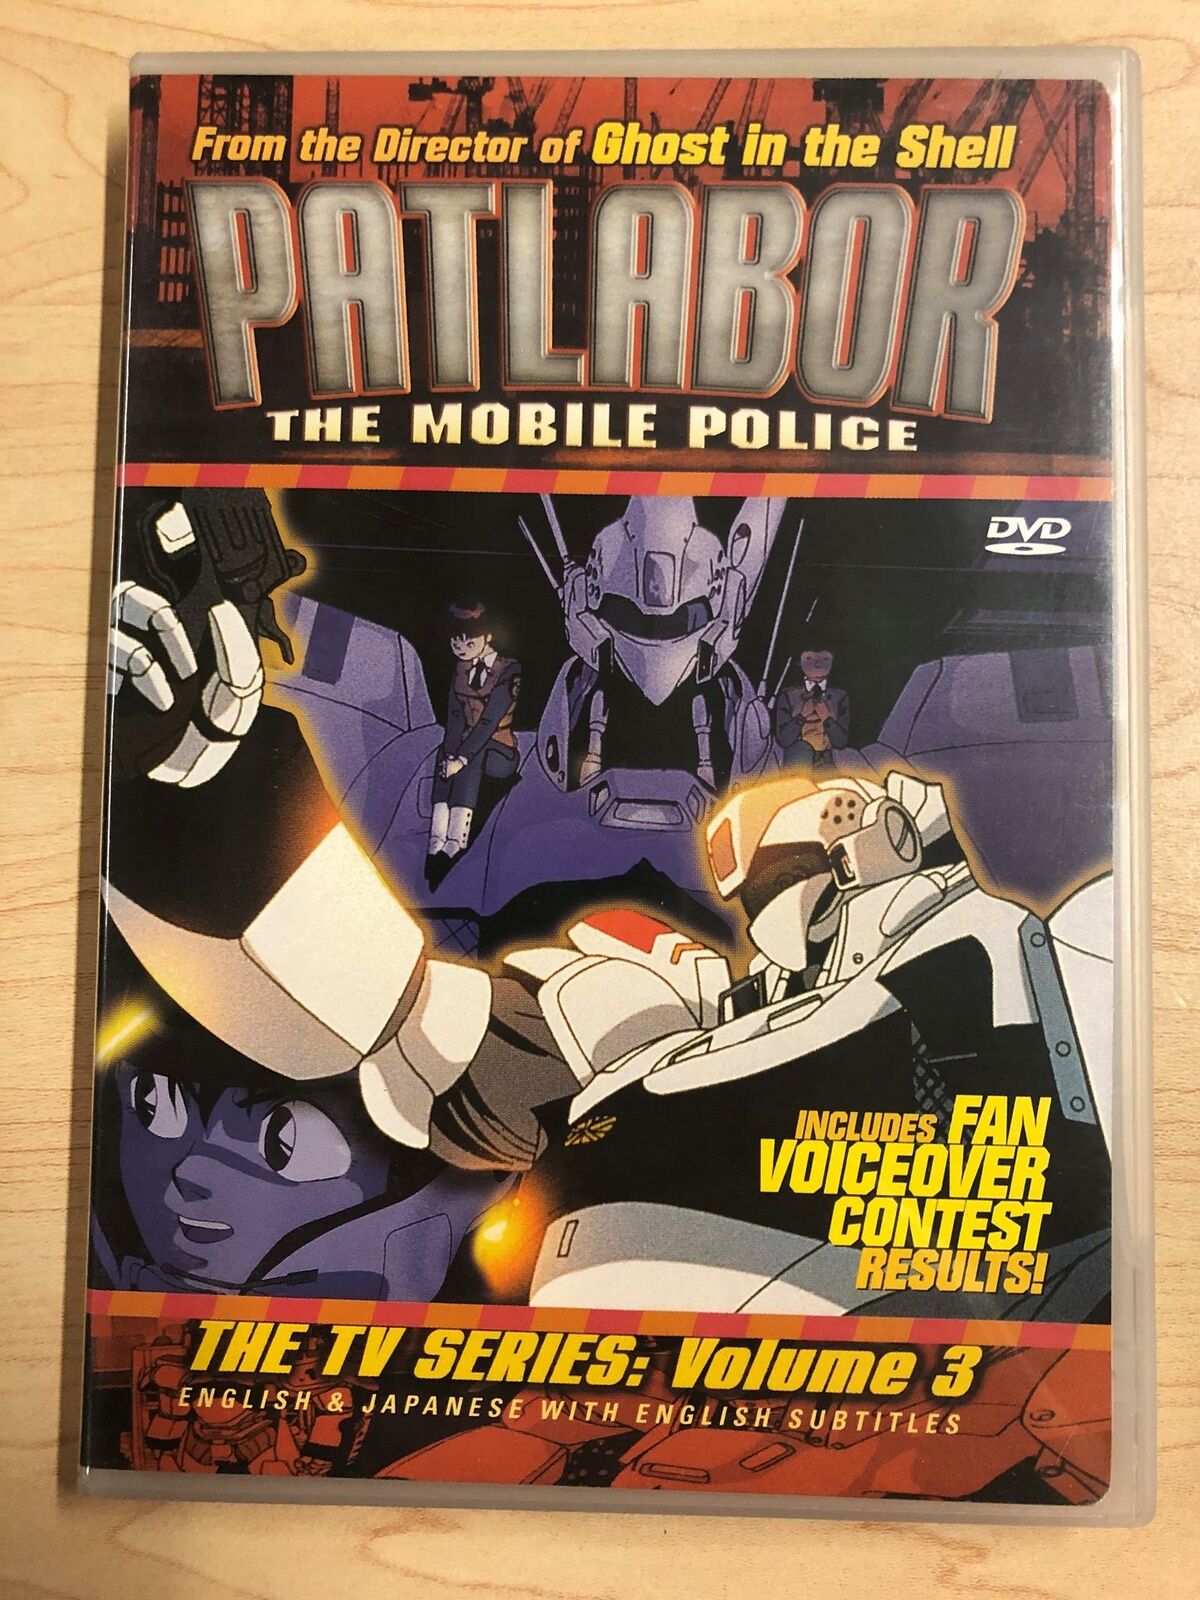 From the Director of Ghost in the Shell
PATLABOR
THE MOBILE POLICE
DVD
INCLUDES FAN
VOICEOVER
CONTEST
RESULTS!
THE TV SERIES: Volume 3
ENGLISH & JAPANESE WITH ENGLISH SUBTITLES